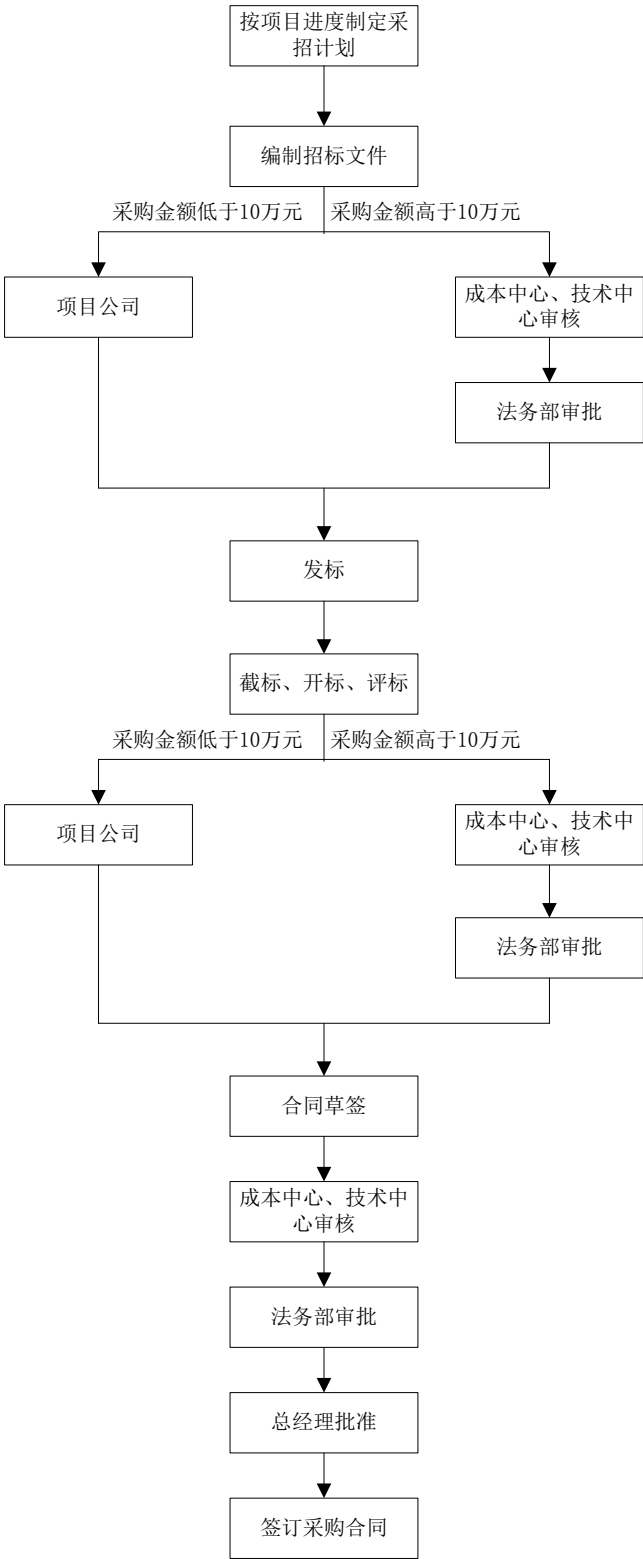 按项目进度制定采
招计划
编制招标文件
采购金额低于10万元
采购金额高于10万元
项目公司
成本中心、技术中
心审核
法务部审批
发标
截标、开标、评标
采购金额低于10万元
采购金额高于10万元
项目公司
成本中心、技术中
心审核
法务部审批
合同草签
成本中心、技术中
心审核
法务部审批
总经理批准
签订采购合同